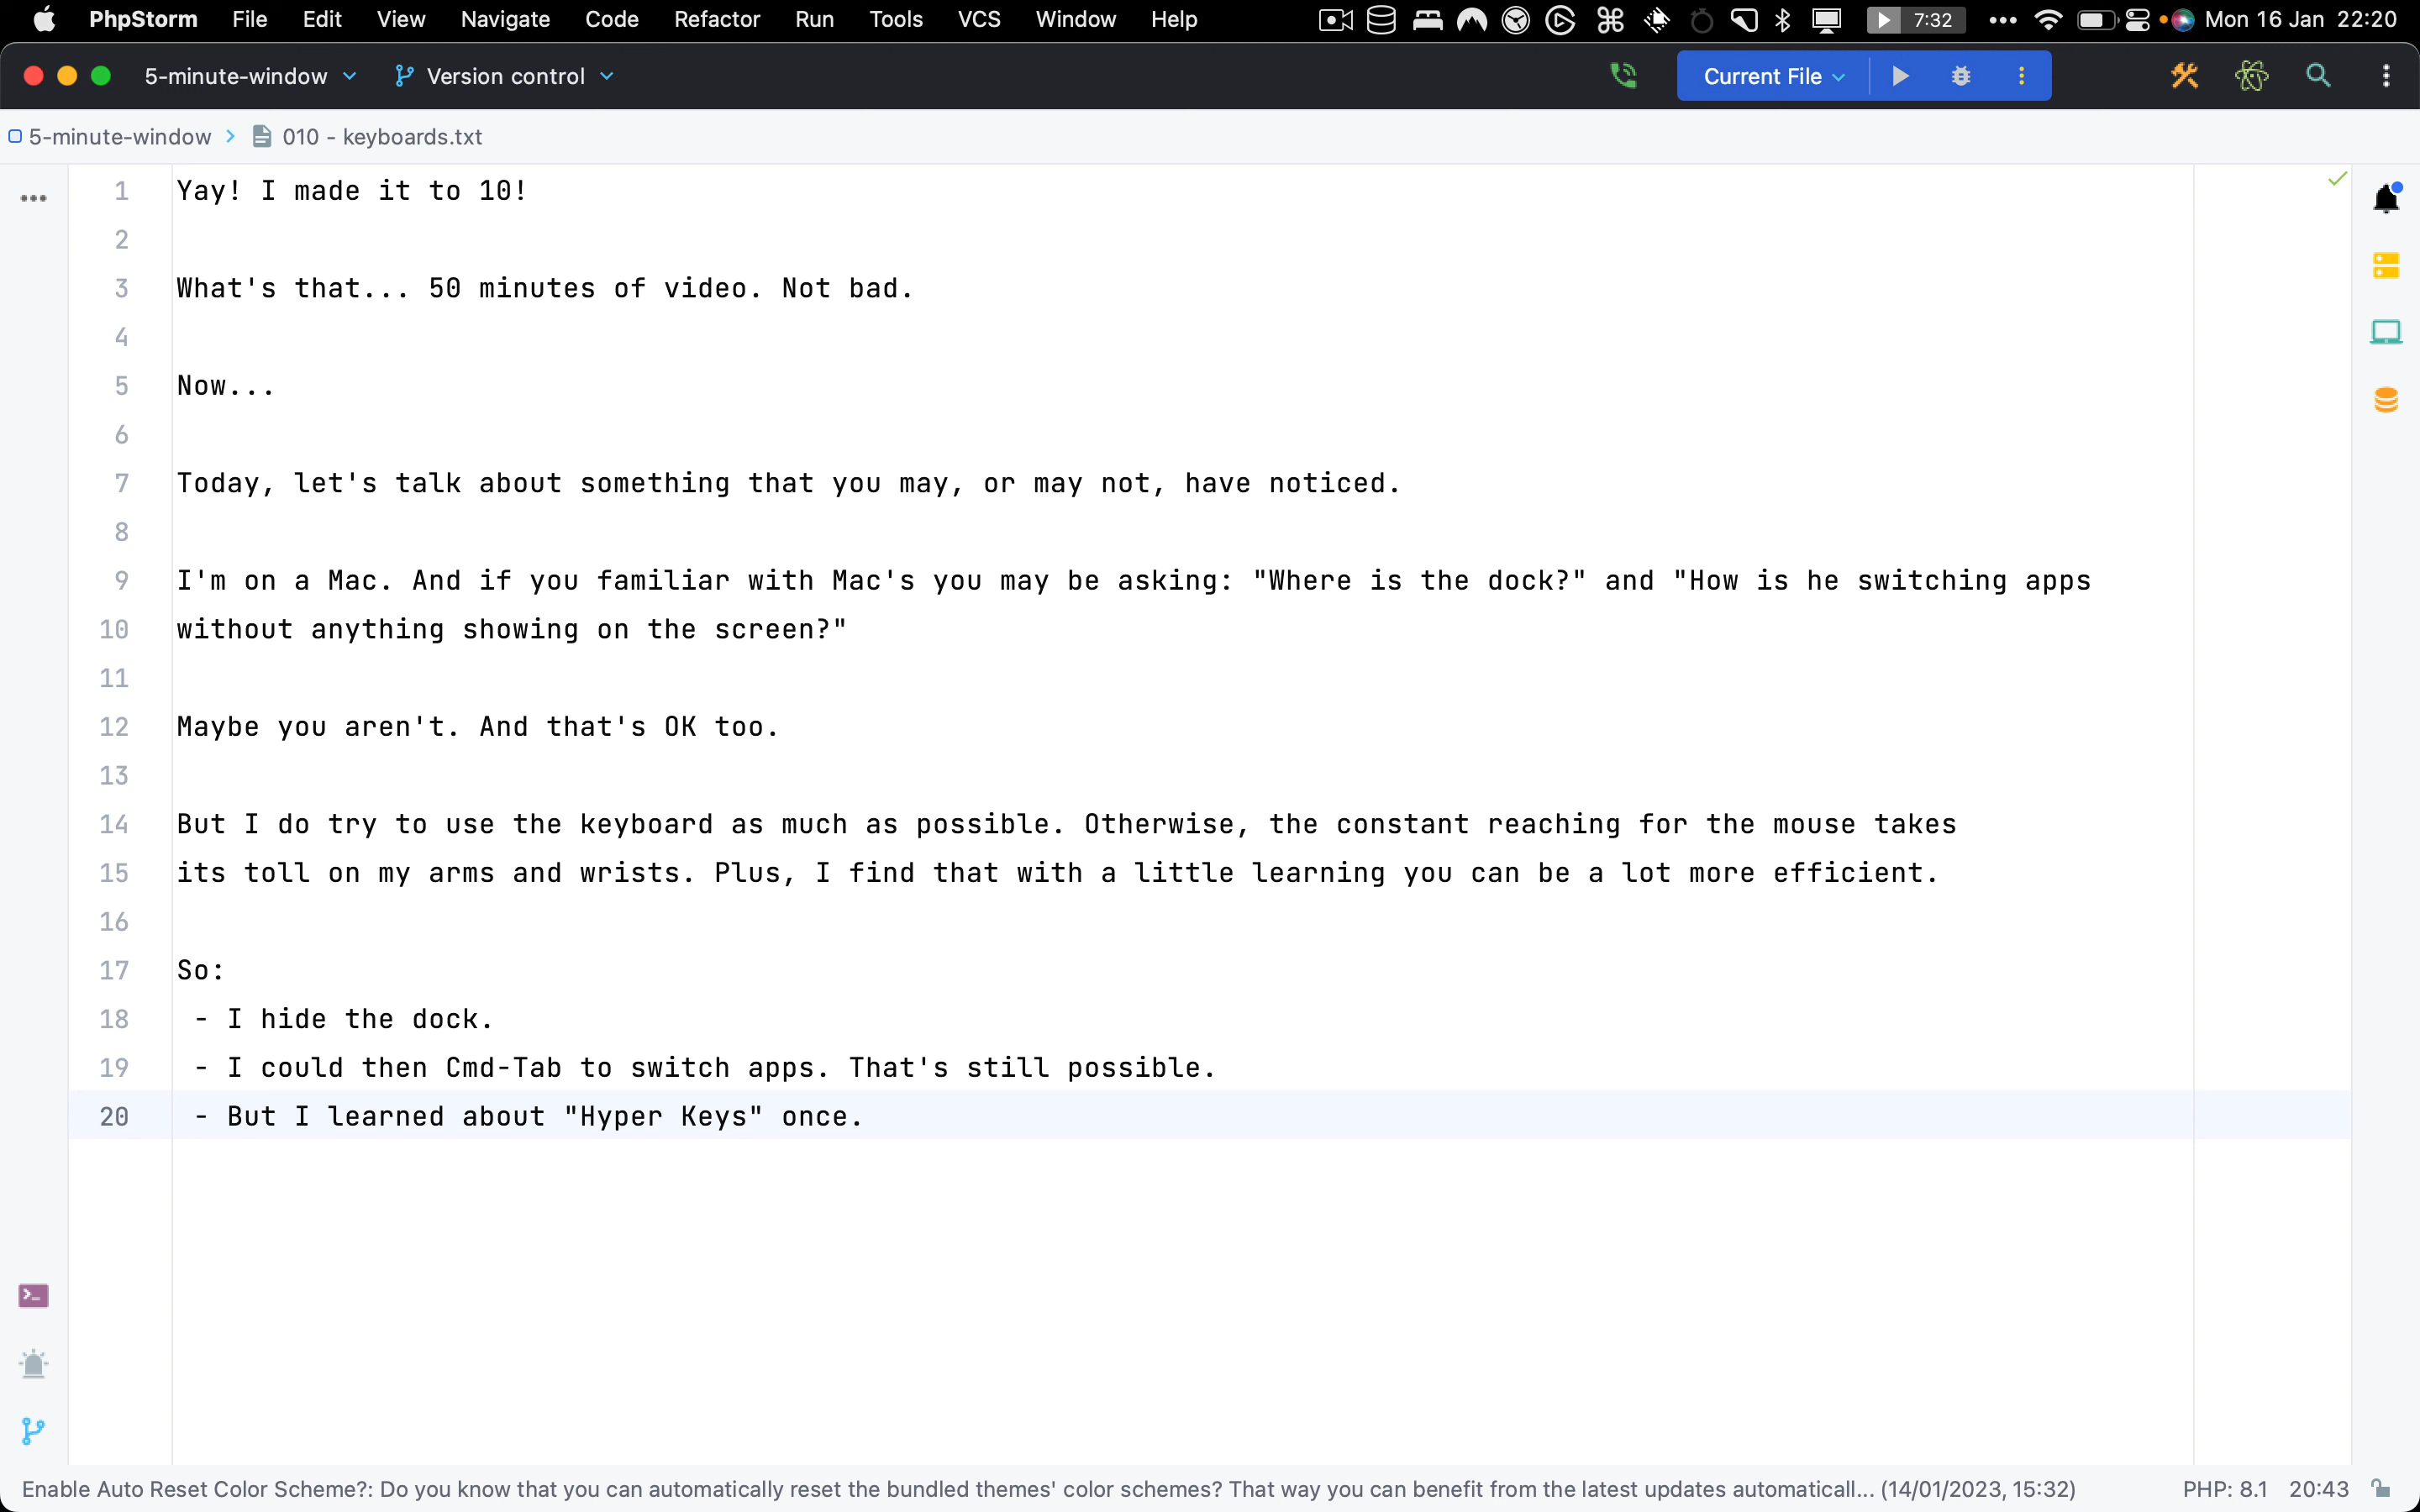 PhpStorm File Edit View Navigate Code Refactor Run Tools VCS Window Help 7:32 Mon 16 Jan 22:20
5-minute-window Version control Current File
5-minute-window 010 - keyboards.txt
1 Yay! I made it to 10!
2
3 What's that... 50 minutes of video. Not bad.
4
5 Now...
6
7 Today, let's talk about something that you may, or may not, have noticed.
8
9 I'm on a Mac. And if you familiar with Mac's you may be asking: "Where is the dock?" and "How is he switching apps
10 without anything showing on the screen?"
11
12 Maybe you aren't. And that's OK too.
13
14 But I do try to use the keyboard as much as possible. Otherwise, the constant reaching for the mouse takes
15 its toll on my arms and wrists. Plus, I find that with a little learning you can be a lot more efficient.
16
17 So:
18 - I hide the dock.
19 - I could then Cmd-Tab to switch apps. That's still possible.
20 - But I learned about "Hyper Keys" once.
Enable Auto Reset Color Scheme?: Do you know that you can automatically reset the bundled themes' color schemes? That way you can benefit from the latest updates automaticall... (14/01/2023, 15:32) PHP: 8.1 20:43